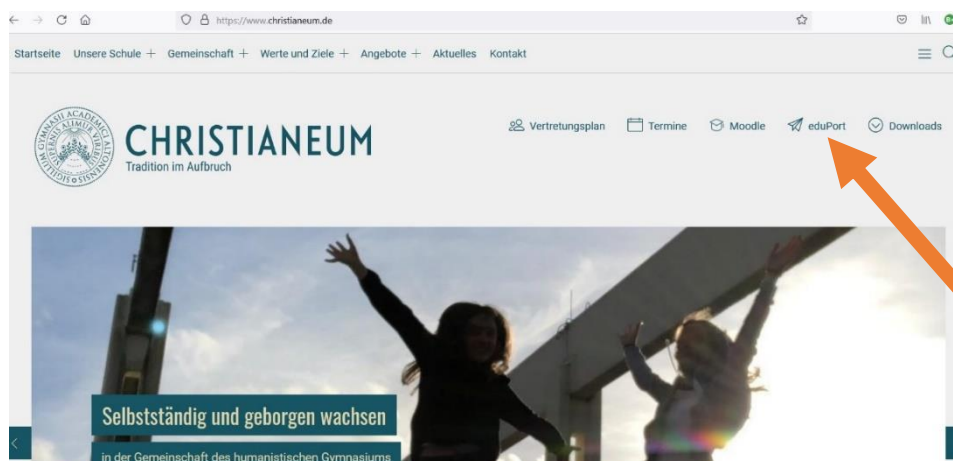 https://www.christianeum.de
Startseite Unsere Schule + Gemeinschaft + Werte und Ziele + Angebote + Aktuelles Kontakt
Vertretungsplan Termine Moodle eduPort Downloads
CHRISTIANEUM
Tradition im Aufbruch
Selbstständig und geborgen wachsen
in der Gemeinschaft des humanistischen Gymnasiums